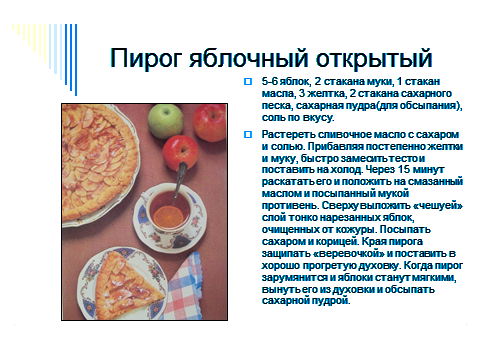 Пирог яблочный открытый
5-6 яблок, 2 стакана муки, 1 стакан
масла, 3 желтка, 2 стакана сахарного
песка, сахарная пудра(для обсыпания),
соль по вкусу.
Растереть сливочное масло с сахаром
и солью. Прибавляя постепенно желтки
и муку, быстро замесить тесто и
поставить на холод. Через 15 минут
раскатать его и положить на смазанный
маслом и посыпанный мукой
противень. Сверху выложить «чешуей»
слой тонко нарезанных яблок,
очищенных от кожуры. Посыпать
сахаром и корицей. Края пирога
защипать «веревочкой» и поставить в
хорошо прогретую духовку. Когда пирог
зарумянится и яблоки станут мягкими,
вынуть его из духовки и обсыпать
сахарной пудрой.